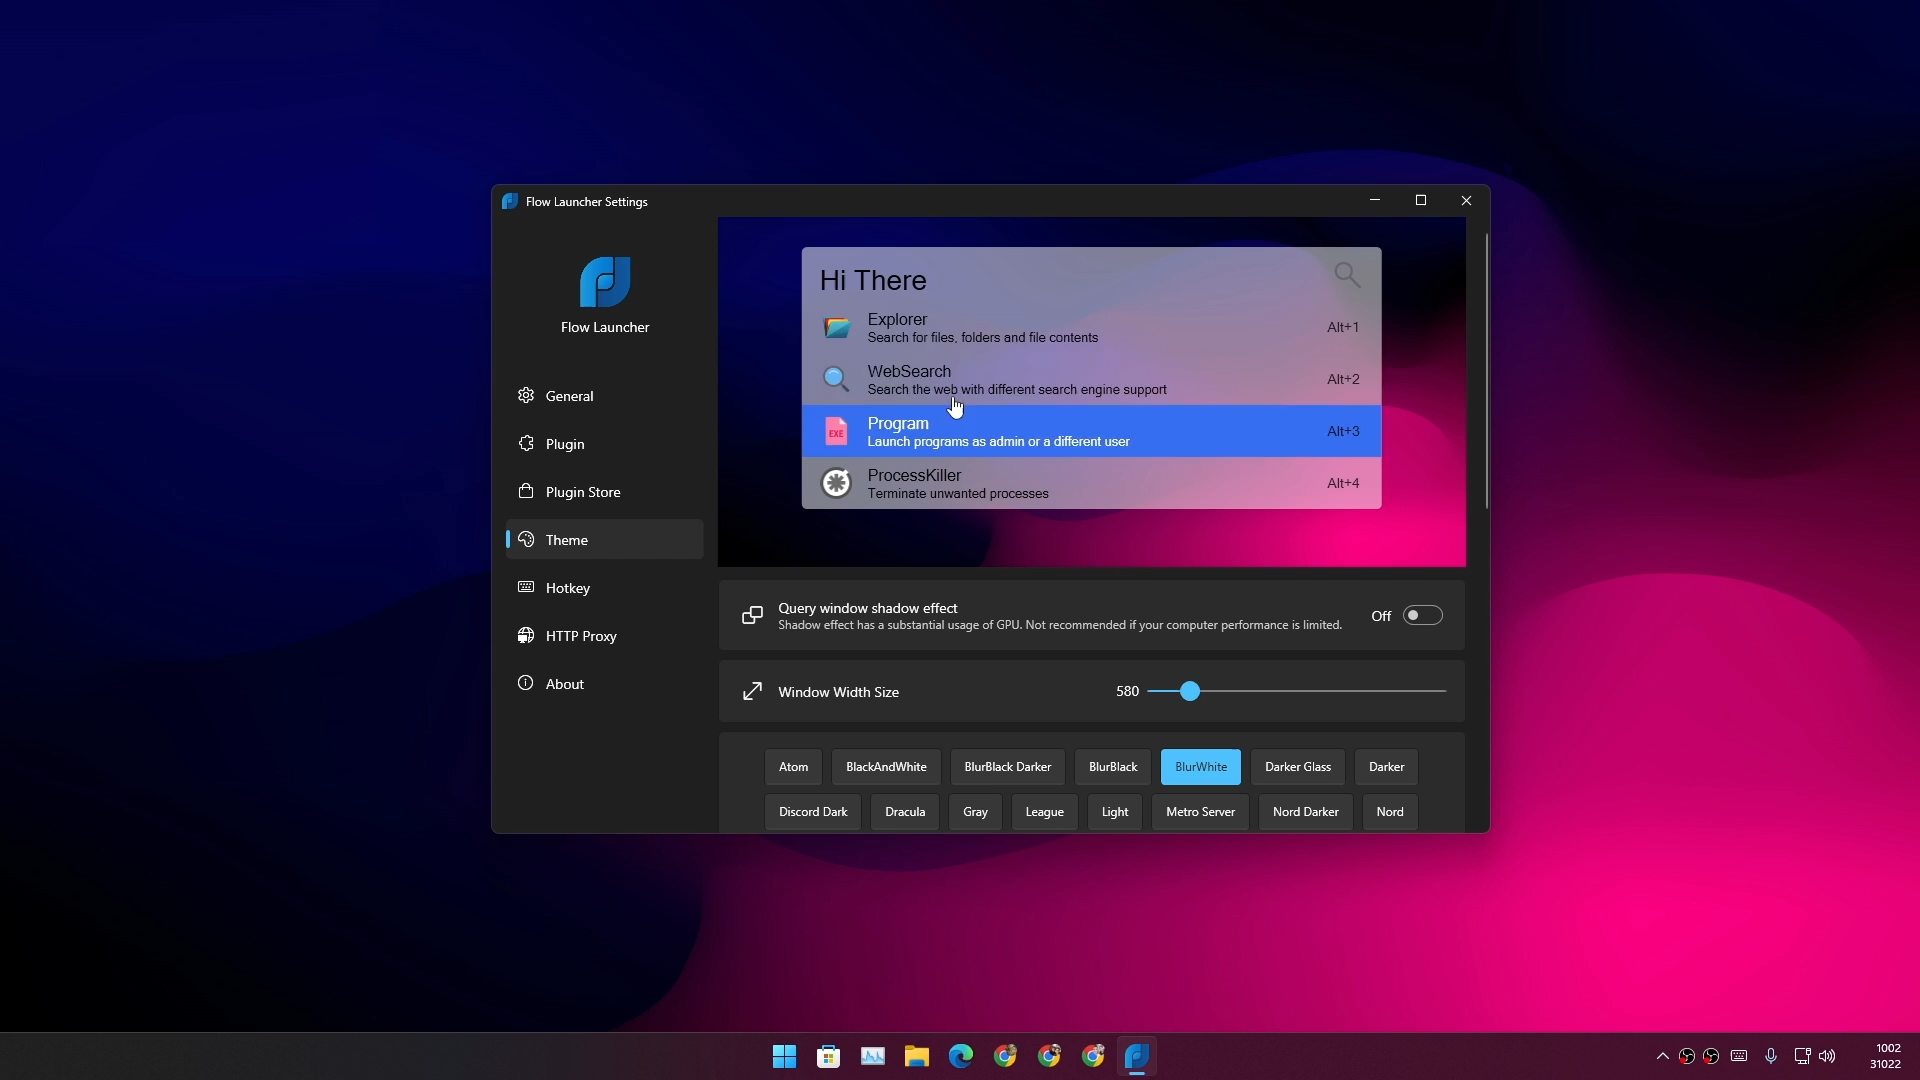 Flow Launcher Settings
Flow Launcher
General
Plugin
Plugin Store
Theme
Hotkey
HTTP Proxy
About
Hi There
Explorer
Search for files, folders and file contents
Alt+1
WebSearch
Search the web with different search engine support
Alt+2
EXE
Program
Launch programs as admin or a different user
Alt+3
ProcessKiller
Terminate unwanted processes
Alt+4
Query window shadow effect
Shadow effect has a substantial usage of GPU. Not recommended if your computer performance is limited.
Off
Window Width Size
580
Atom BlackAndWhite BlurBlack Darker BlurBlack BlurWhite Darker Glass Darker
Discord Dark Dracula Gray League Light Metro Server Nord Darker Nord
1002
31022